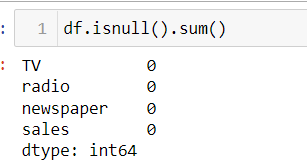 : 1 df.isnull().sum()
: TV 0
radio 0
newspaper 0
sales 0
dtype: int64